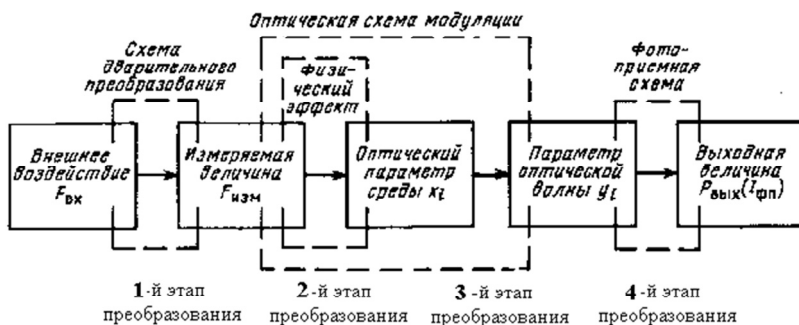 Оптическая схема модуляции
Схема
дварительного
преобразования
Физи-
ческий
эффект
Фото-
приемная
схема
Внешнее
воздействие
Fвх
Измеряемая
величина
Fизм
Оптический
параметр
среды xi
Параметр
оптической
волны yi
Выходная
величина
Pвых(Iфп)
1-й этап
преобразования
2-й этап
преобразования
3-й этап
преобразования
4-й этап
преобразования